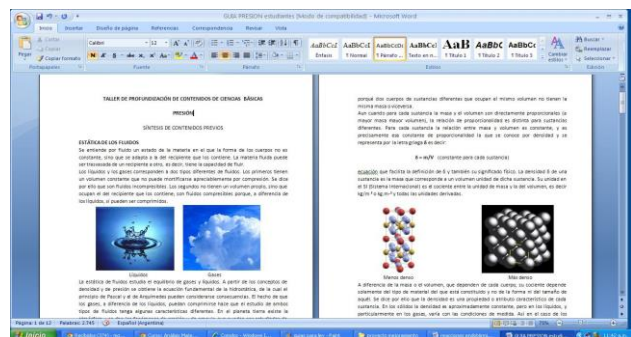 GUIA PRESION estudiantes [Modo de compatibilidad] - Microsoft Word
Inicio Insertar Diseño de página Referencias Correspondencia Revisar Vista
Cortar
Copiar
Copiar formato
Pegar
Calibri 12
AaBbCcI AaBbCcI AaBbCcDc AaBbCcI AaB AaBbC AaBbCc
Énfasis 1 Normal 1 Párrafo ... Texto en n... 1 Título 1 1 Título 2 1 Título 3
Cambiar estilos
Buscar
Reemplazar
Seleccionar
Portapapeles Fuente Párrafo Estilos Edición
TALLER DE PROFUNDIZACIÓN DE CONTENIDOS DE CIENCIAS BÁSICAS
PRESIÓN
SÍNTESIS DE CONTENIDOS PREVIOS
ESTÁTICA DE LOS FLUIDOS
Se entiende por fluido un estado de la materia en el que la forma de los cuerpos no es
constante, sino que se adapta a la del recipiente que los contiene. La materia fluida puede
ser trasvasada de un recipiente a otro, es decir, tiene la capacidad de fluir.
Los líquidos y los gases corresponden a dos tipos diferentes de fluidos. Los primeros tienen
un volumen constante que no puede modificarse apreciablemente por compresión. Se dice
por ello que son fluidos incompresibles. Los segundos no tienen un volumen propio, sino que
ocupan el del recipiente que los contiene; son fluidos compresibles porque, a diferencia de
los líquidos, sí pueden ser comprimidos.
Líquidos Gases
La estática de fluidos estudia el equilibrio de gases y líquidos. A partir de los conceptos de
densidad y de presión se obtiene la ecuación fundamental de la hidrostática, de la cual el
principio de Pascal y el de Arquímedes pueden considerarse consecuencias. El hecho de que
los gases, a diferencia de los líquidos, puedan comprimirse hace que el estudio de ambos
tipos de fluidos tenga algunas características diferentes. En el planeta tierra existe la
porque dos cuerpos de sustancias diferentes que ocupan el mismo volumen no tienen la
misma masa o viceversa.
Aun cuando para cada sustancia la masa y el volumen son directamente proporcionales (a
mayor masa mayor volumen), la relación de proporcionalidad es distinta para sustancias
diferentes. Para cada sustancia la relación entre masa y volumen es constante, y es
precisamente esa constante de proporcionalidad la que se conoce por densidad y se
representa por la letra griega δ es decir:
δ = m/V (constante para cada sustancia)
ecuación que facilita la definición de δ y también su significado físico. La densidad δ de una
sustancia es la masa que corresponde a un volumen unidad de dicha sustancia. Su unidad en
el SI (Sistema Internacional) es el cociente entre la unidad de masa y la del volumen, es decir
kg/m³ o kg.m⁻³ y todas las unidades derivadas.
Menos denso Mas denso
A diferencia de la masa o el volumen, que dependen de cada cuerpo, su cociente depende
solamente del tipo de material del que está constituido y no de la forma ni del tamaño de
aquél. Se dice por ello que la densidad es una propiedad o atributo característico de cada
sustancia. En los sólidos la densidad es aproximadamente constante, pero en los líquidos, y
particularmente en los gases, varía con las condiciones de medida. Así en el caso de los
Página: 1 de 12 Palabras: 2.745 Español (Argentina) 75%
Inicio